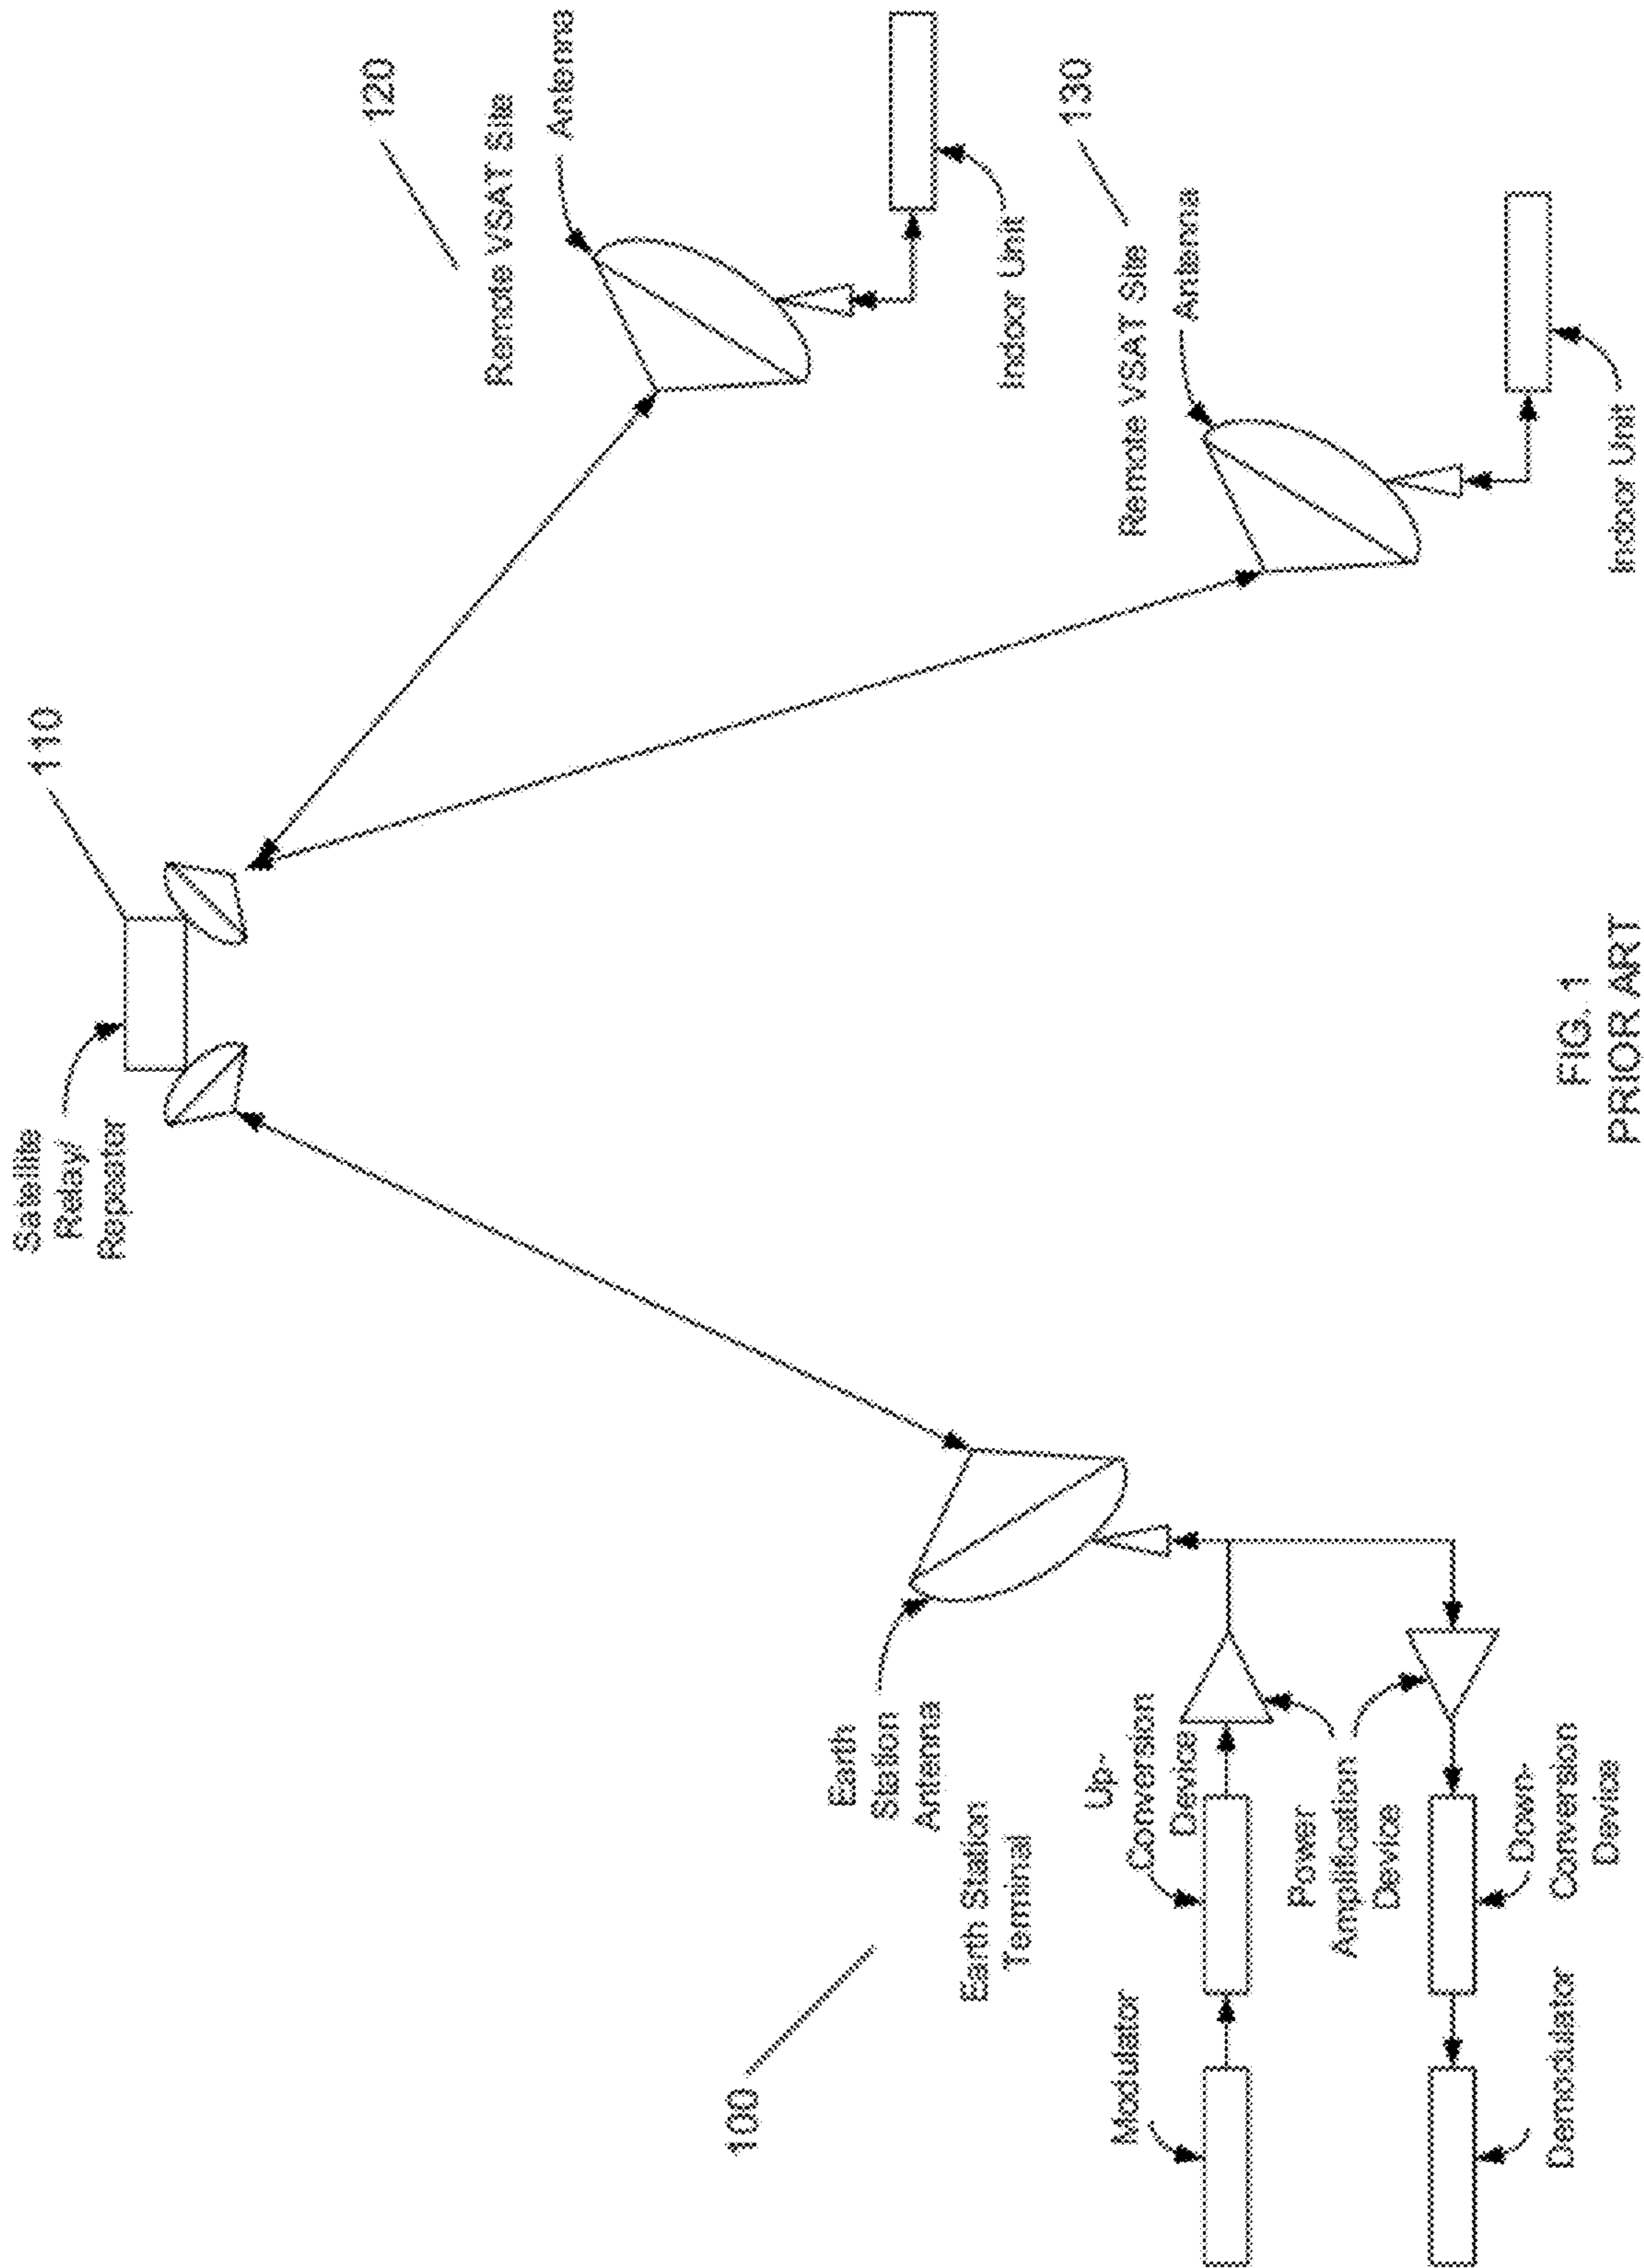 Satellite
Relay/
Repeater
110
120
Remote VSAT Site
Antenna
Indoor Unit
130
Remote VSAT Site
Antenna
Indoor Unit
Earth
Station
Antenna
100
Earth Station
Terminal
Modulator
Up-
Conversion
Device
Power
Amplification
Device
Demodulator
Down-
Conversion
Device
FIG. 1
PRIOR ART